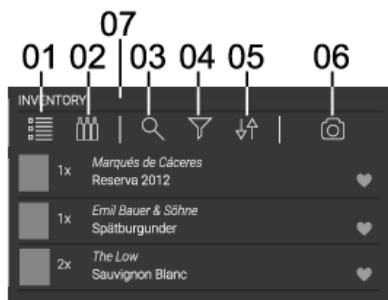 07
01 02 03 04 05 06
INVENTORY
1x Marqués de Cáceres
Reserva 2012
1x Emil Bauer & Söhne
Spätburgunder
2x The Low
Sauvignon Blanc